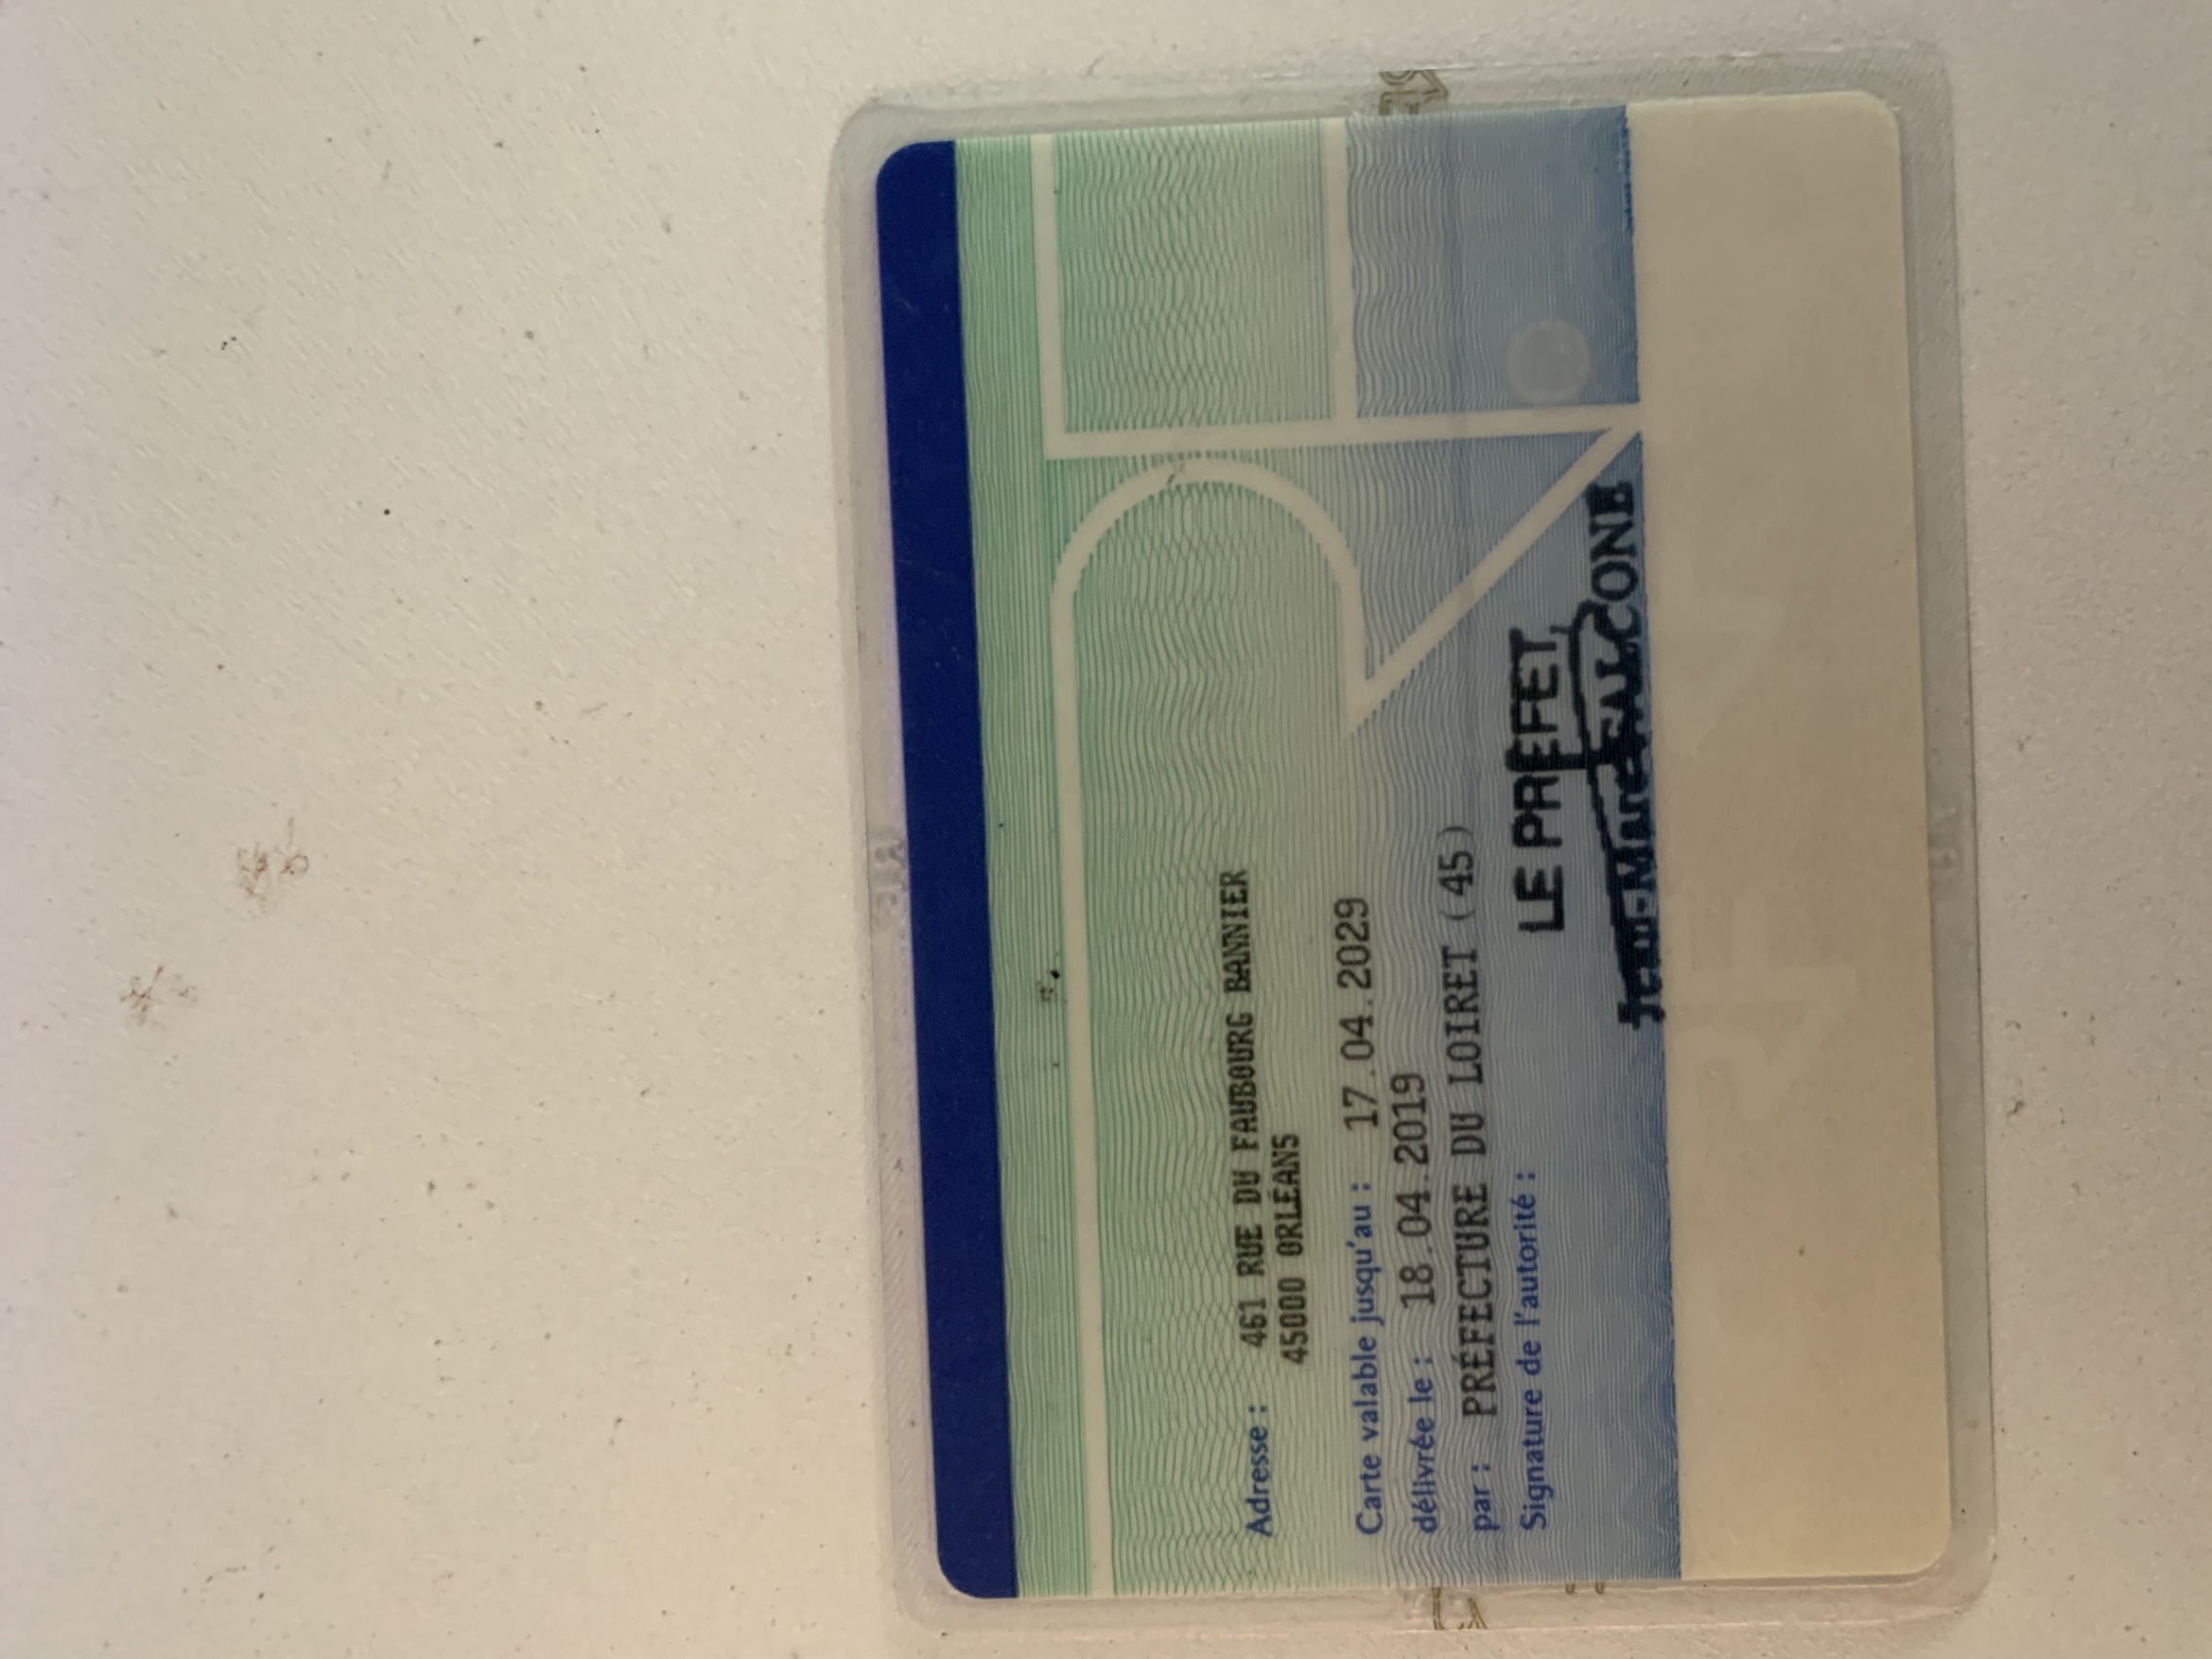 Adresse : 461 RUE DU FAUBOURG BANNIER
45000 ORLÉANS
Carte valable jusqu'au : 17.04.2029
délivrée le : 18.04.2019
par : PRÉFECTURE DU LOIRET (45)
Signature de l'autorité :
LE PREFET,
Jean-Marc FALCONE